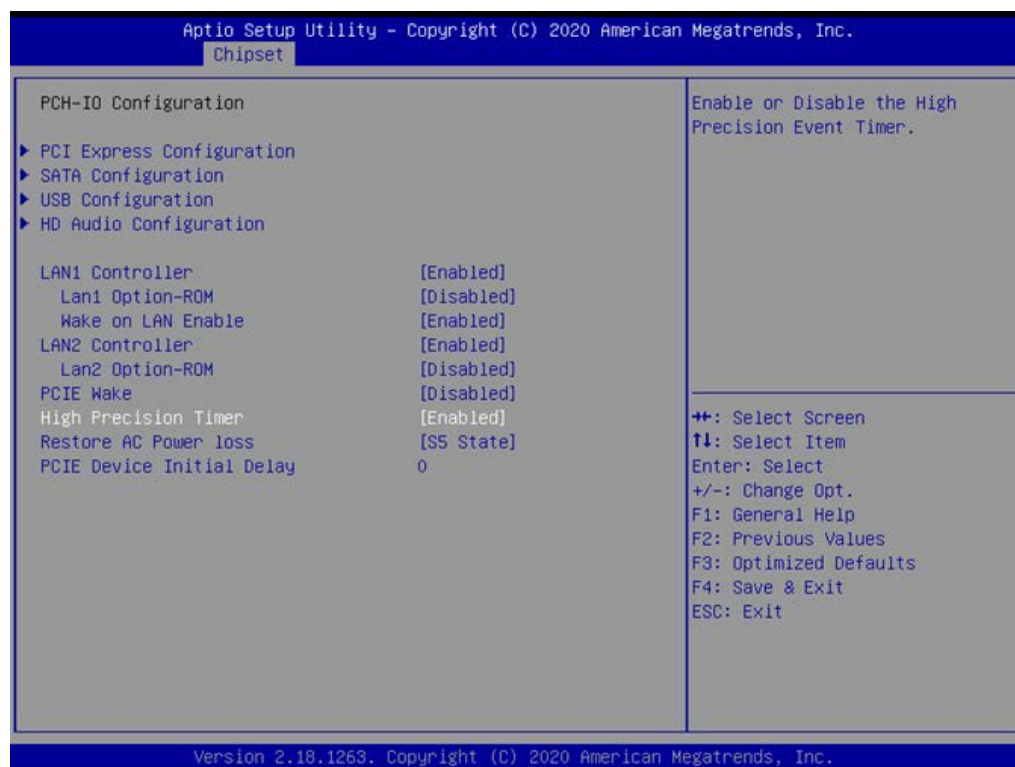 Aptio Setup Utility – Copyright (C) 2020 American Megatrends, Inc.
Chipset
PCH-IO Configuration
PCI Express Configuration
SATA Configuration
USB Configuration
HD Audio Configuration
LAN1 Controller [Enabled]
Lan1 Option-ROM [Disabled]
Wake on LAN Enable [Enabled]
LAN2 Controller [Enabled]
Lan2 Option-ROM [Disabled]
PCIE Wake [Disabled]
High Precision Timer [Enabled]
Restore AC Power loss [S5 State]
PCIE Device Initial Delay 0
Enable or Disable the High
Precision Event Timer.
→←: Select Screen
↑↓: Select Item
Enter: Select
+/-: Change Opt.
F1: General Help
F2: Previous Values
F3: Optimized Defaults
F4: Save & Exit
ESC: Exit
Version 2.18.1263. Copyright (C) 2020 American Megatrends, Inc.